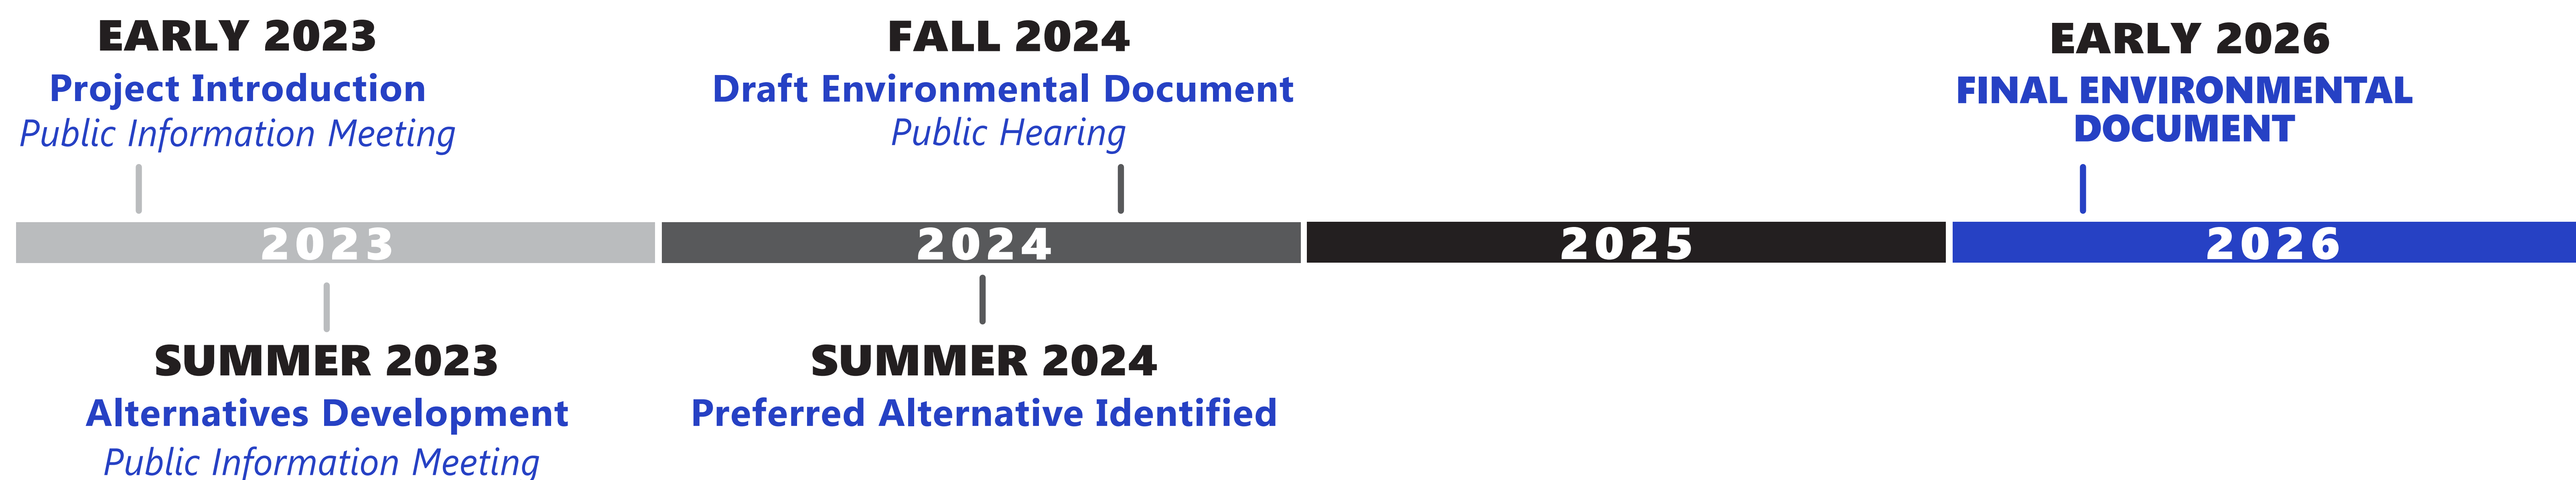 EARLY 2023
Project Introduction
Public Information Meeting
FALL 2024
Draft Environmental Document
Public Hearing
EARLY 2026
FINAL ENVIRONMENTAL
DOCUMENT
2023
2024
2025
2026
SUMMER 2023
Alternatives Development
Public Information Meeting
SUMMER 2024
Preferred Alternative Identified